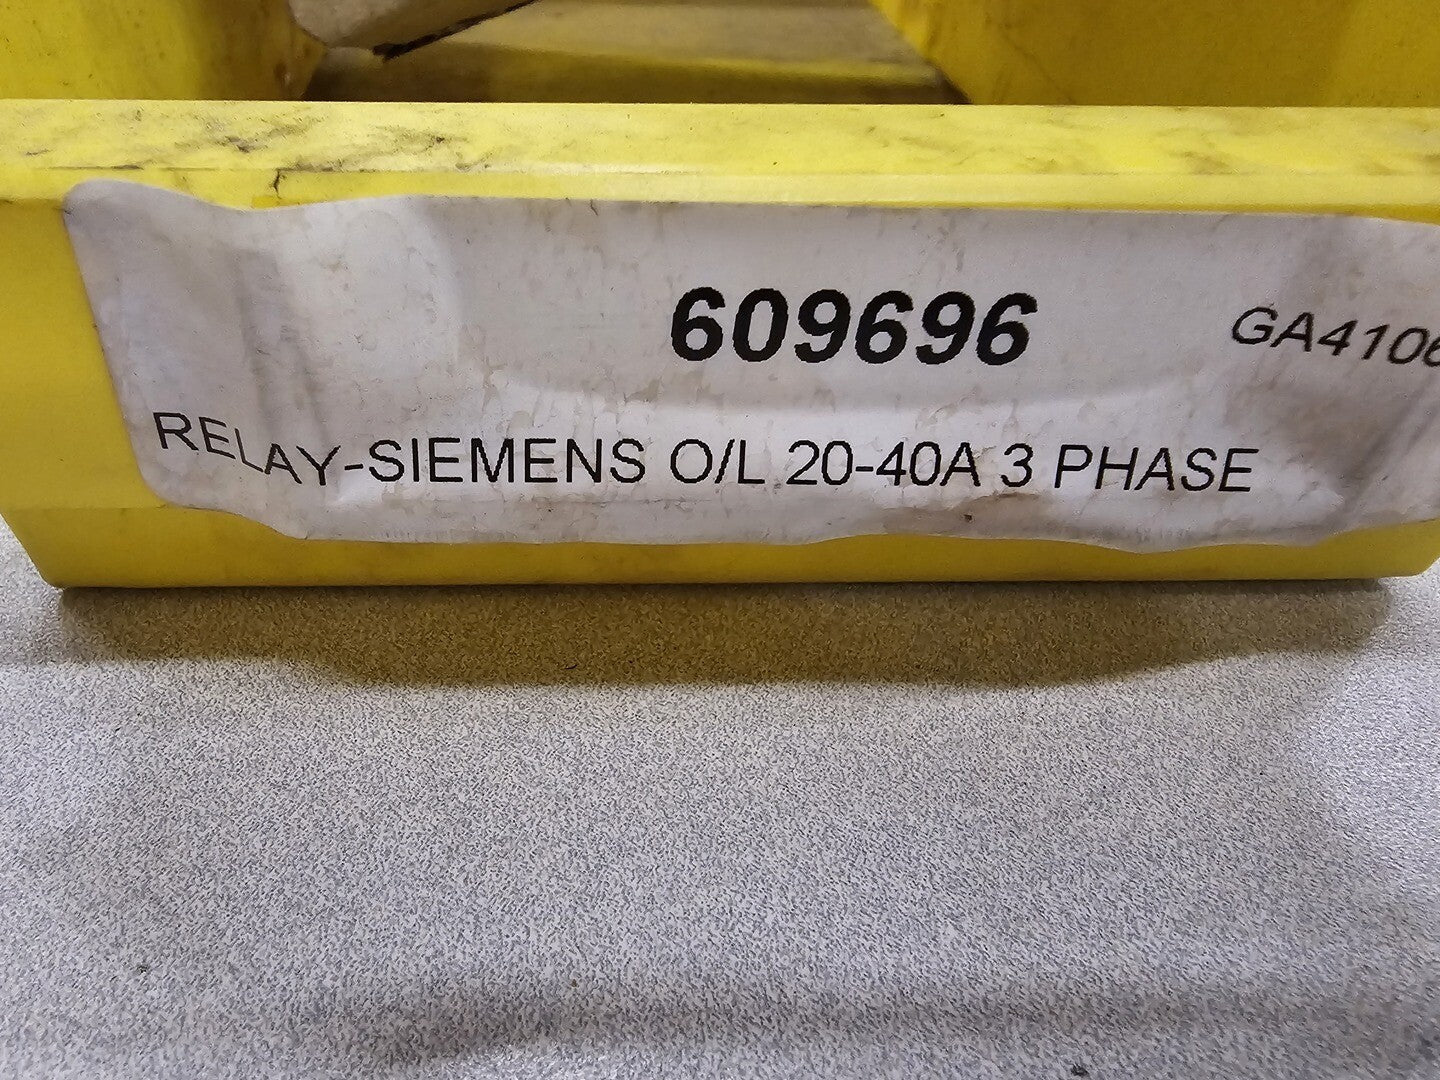 609696 GA4106
RELAY-SIEMENS O/L 20-40A 3 PHASE